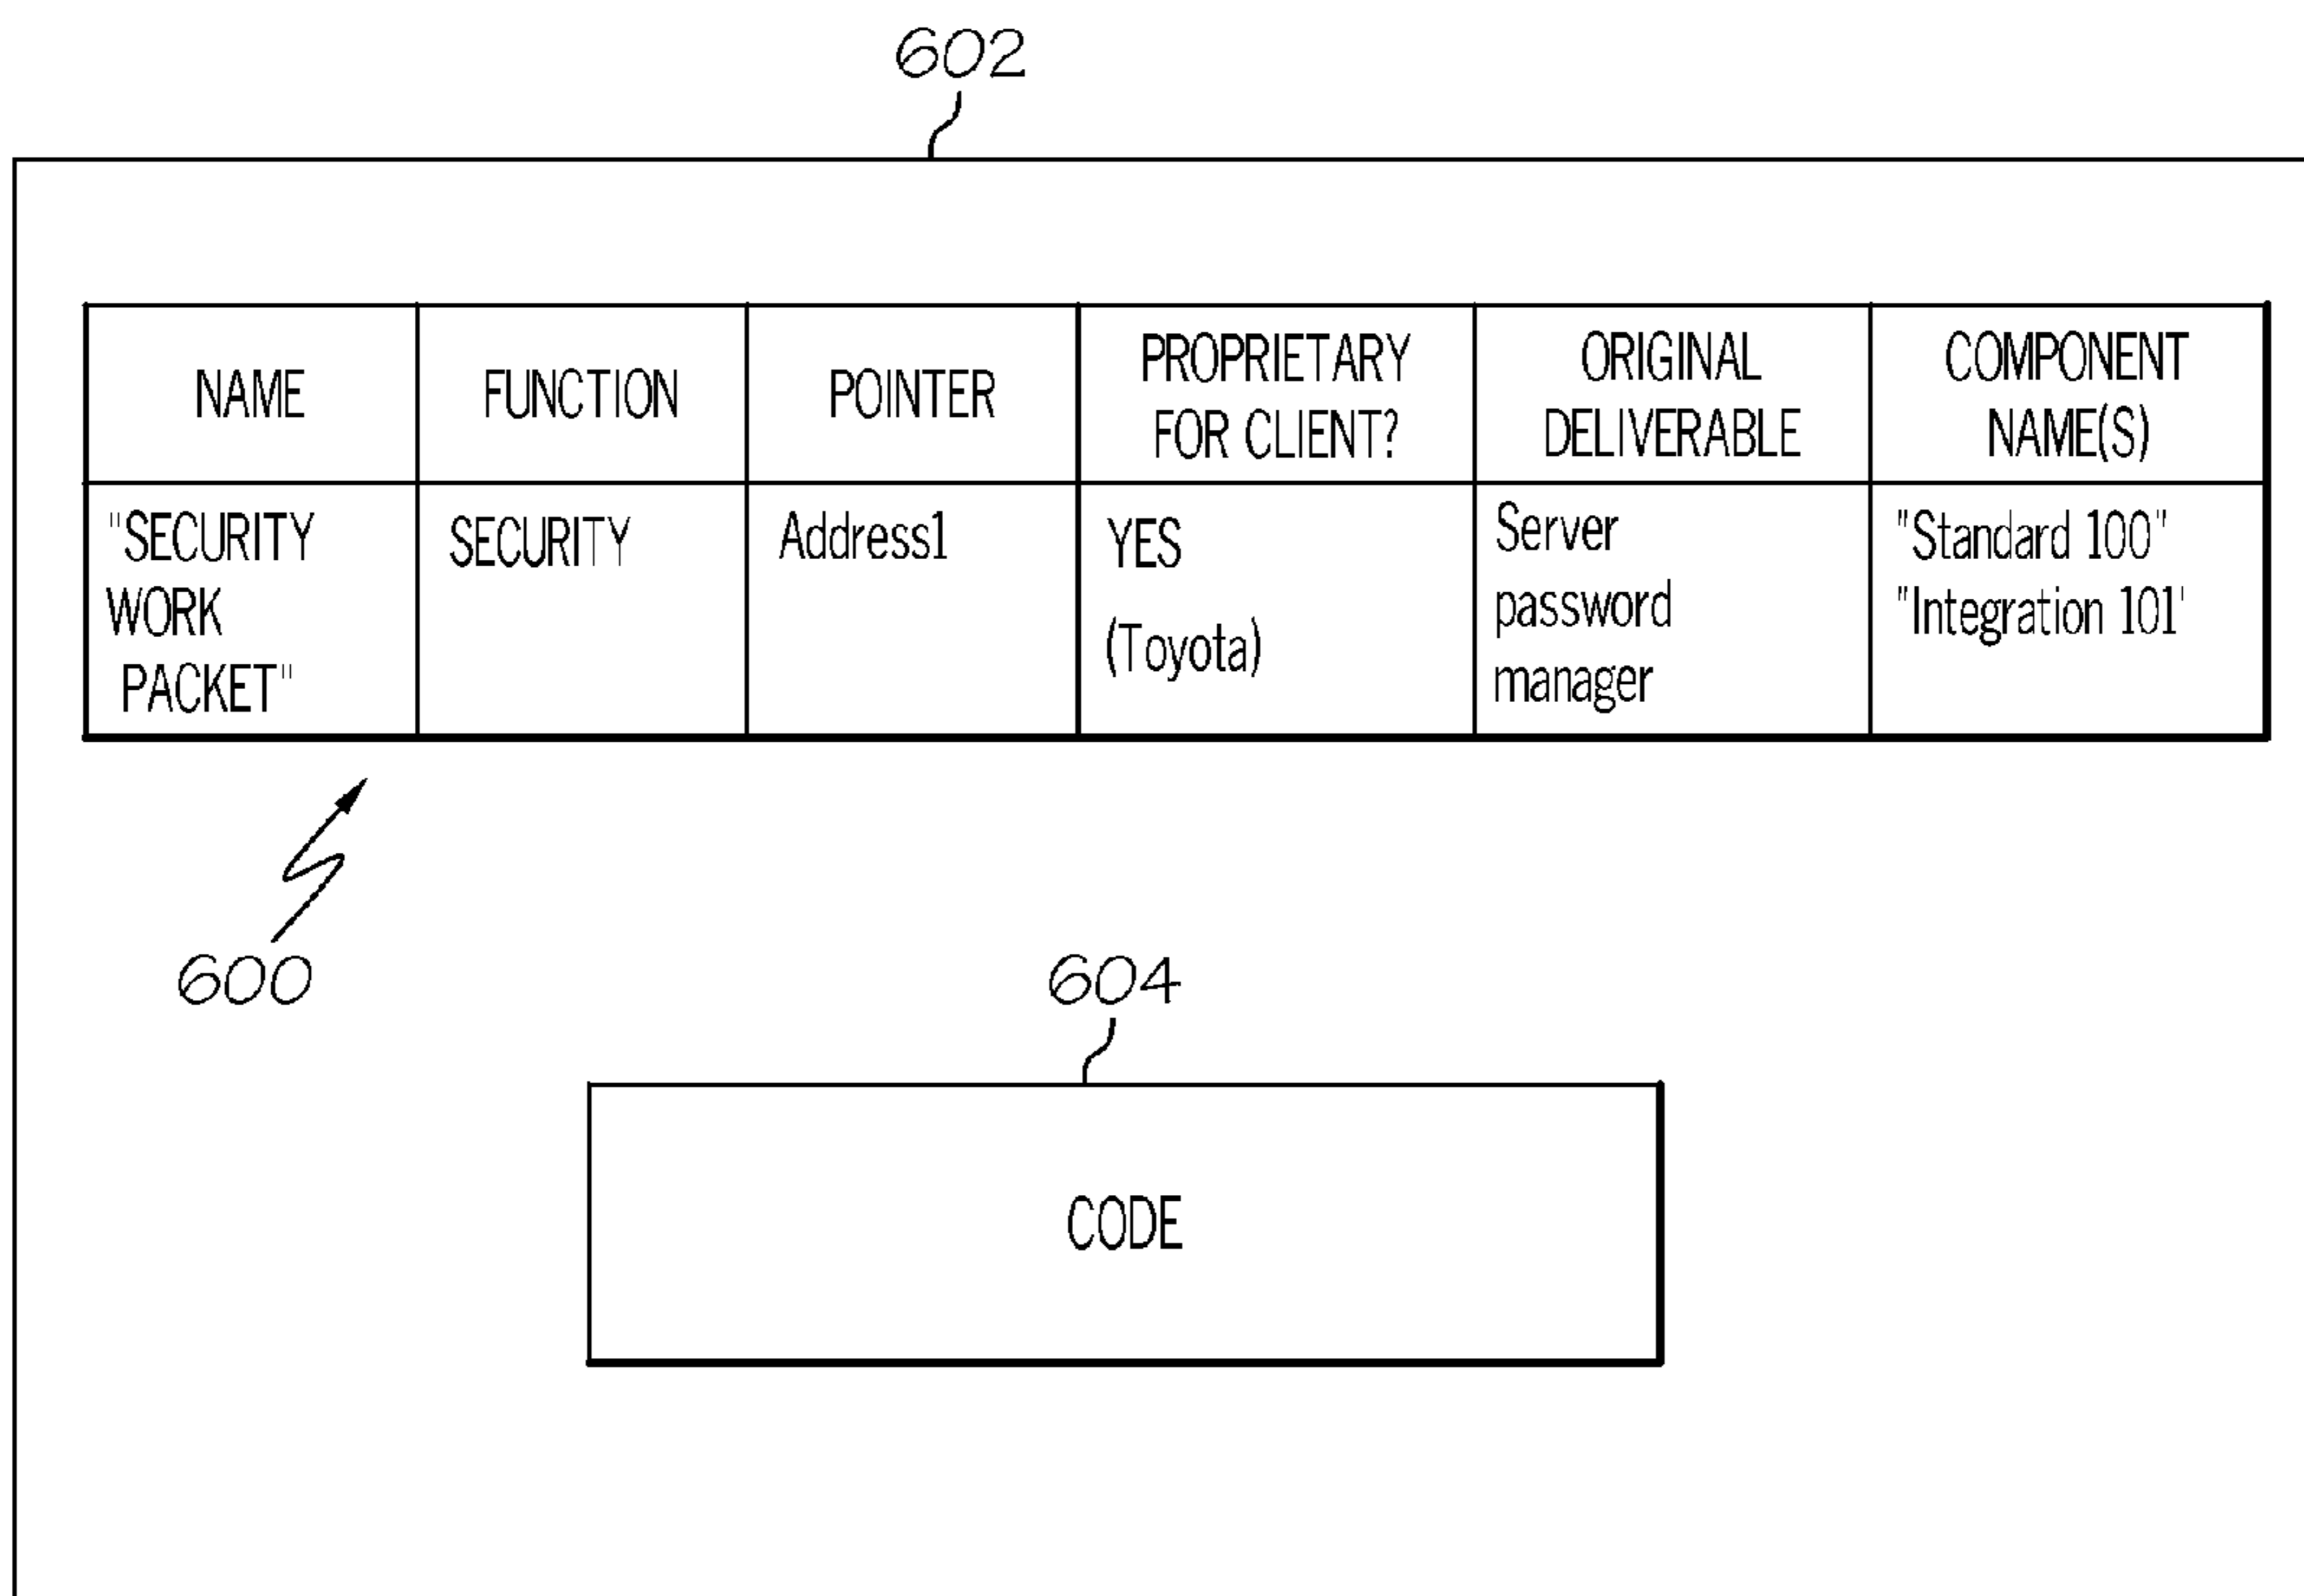 602
NAME
FUNCTION
POINTER
PROPRIETARY
FOR CLIENT?
ORIGINAL
DELIVERABLE
COMPONENT
NAME(S)
"SECURITY
WORK
PACKET"
SECURITY
Address1
YES
(Toyota)
Server
password
manager
"Standard 100"
"Integration 101'
600
604
CODE